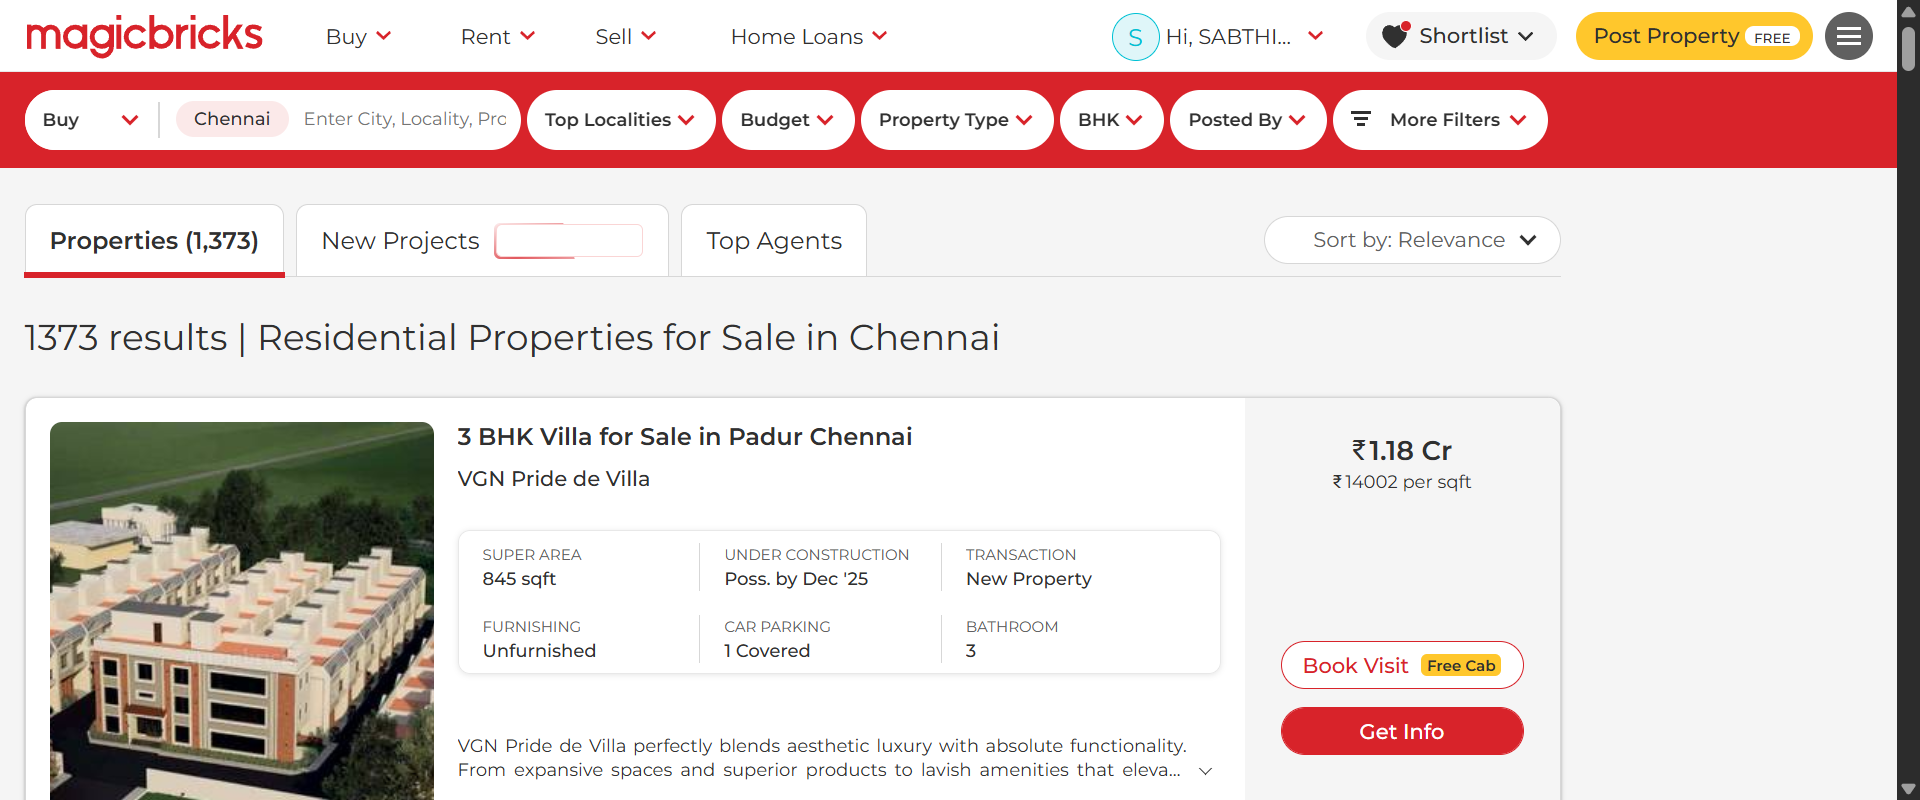 magicbricks
Buy
Rent
Sell
Home Loans
S
Hi, SABTHI...
Shortlist
Post Property FREE
Buy
Chennai
Enter City, Locality, Pro
Top Localities
Budget
Property Type
BHK
Posted By
More Filters
Properties (1,373)
New Projects
Top Agents
Sort by: Relevance
1373 results | Residential Properties for Sale in Chennai
3 BHK Villa for Sale in Padur Chennai
VGN Pride de Villa
₹1.18 Cr
₹14002 per sqft
SUPER AREA
845 sqft
UNDER CONSTRUCTION
Poss. by Dec '25
TRANSACTION
New Property
FURNISHING
Unfurnished
CAR PARKING
1 Covered
BATHROOM
3
Book Visit Free Cab
Get Info
VGN Pride de Villa perfectly blends aesthetic luxury with absolute functionality.
From expansive spaces and superior products to lavish amenities that eleva...